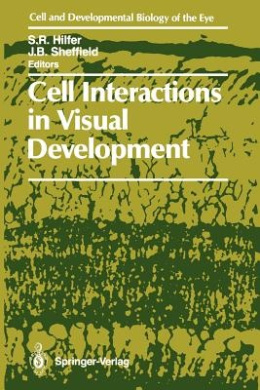 Cell and Developmental Biology of the Eye
S.R. Hilfer
J.B. Sheffield
Editors
Cell Interactions
in Visual
Development
Springer-Verlag